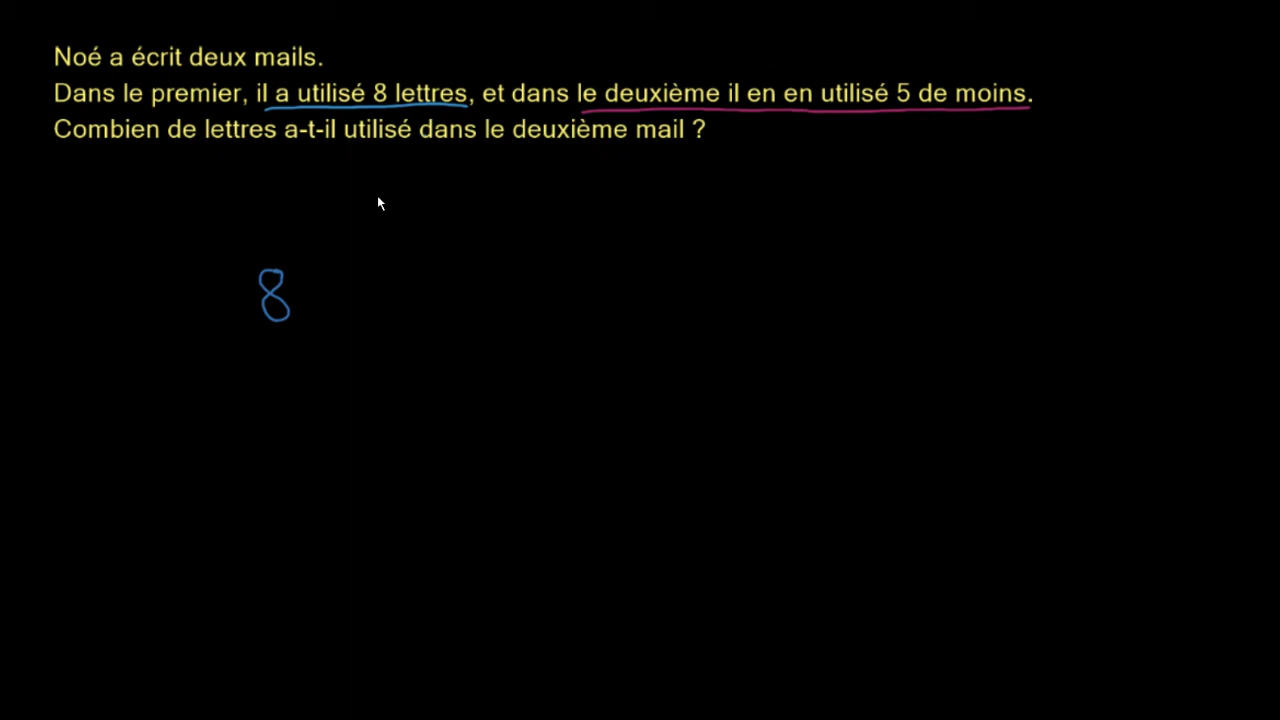 Noé a écrit deux mails.
Dans le premier, il a utilisé 8 lettres, et dans le deuxième il en en utilisé 5 de moins.
Combien de lettres a-t-il utilisé dans le deuxième mail ?
8